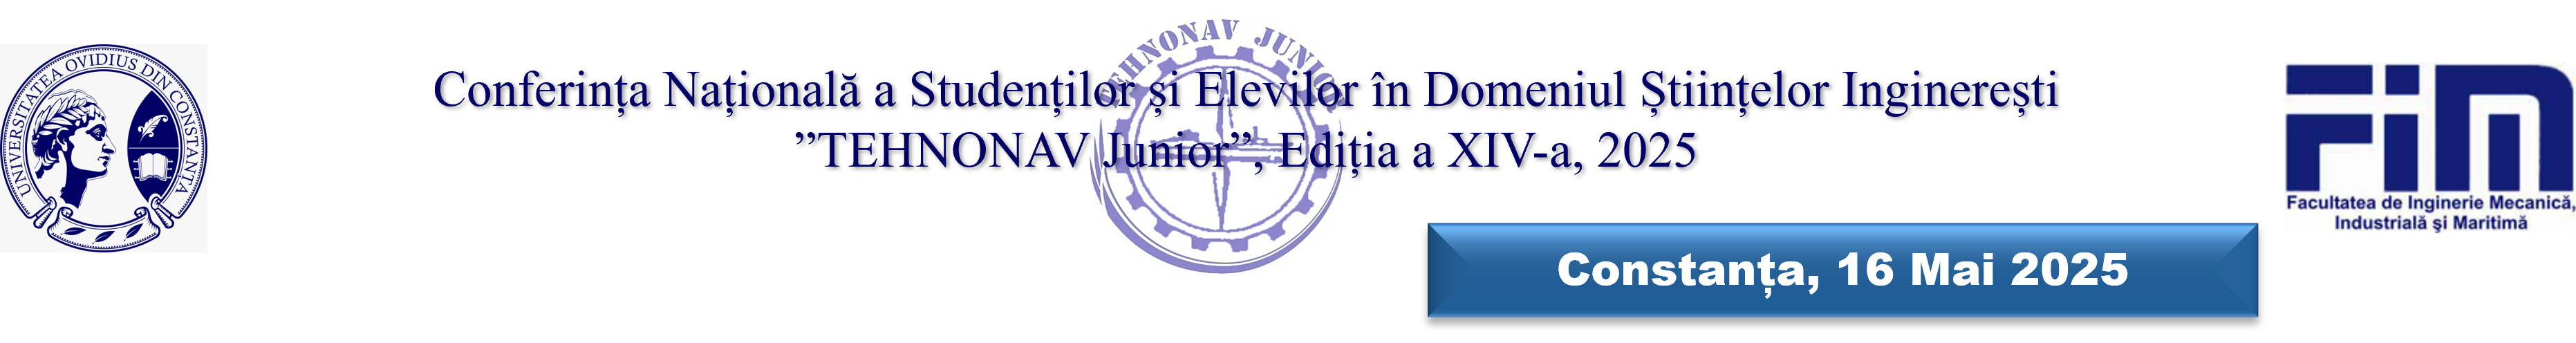 UNIVERSITATEA OVIDIUS DIN CONSTANȚA
TEHNONAV JUNIOR
Conferința Națională a Studenților și Elevilor în Domeniul Științelor Inginerești
”TEHNONAV Junior”, Ediția a XIV-a, 2025
Constanța, 16 Mai 2025
FIM
Facultatea de Inginerie Mecanică,
Industrială şi Maritimă